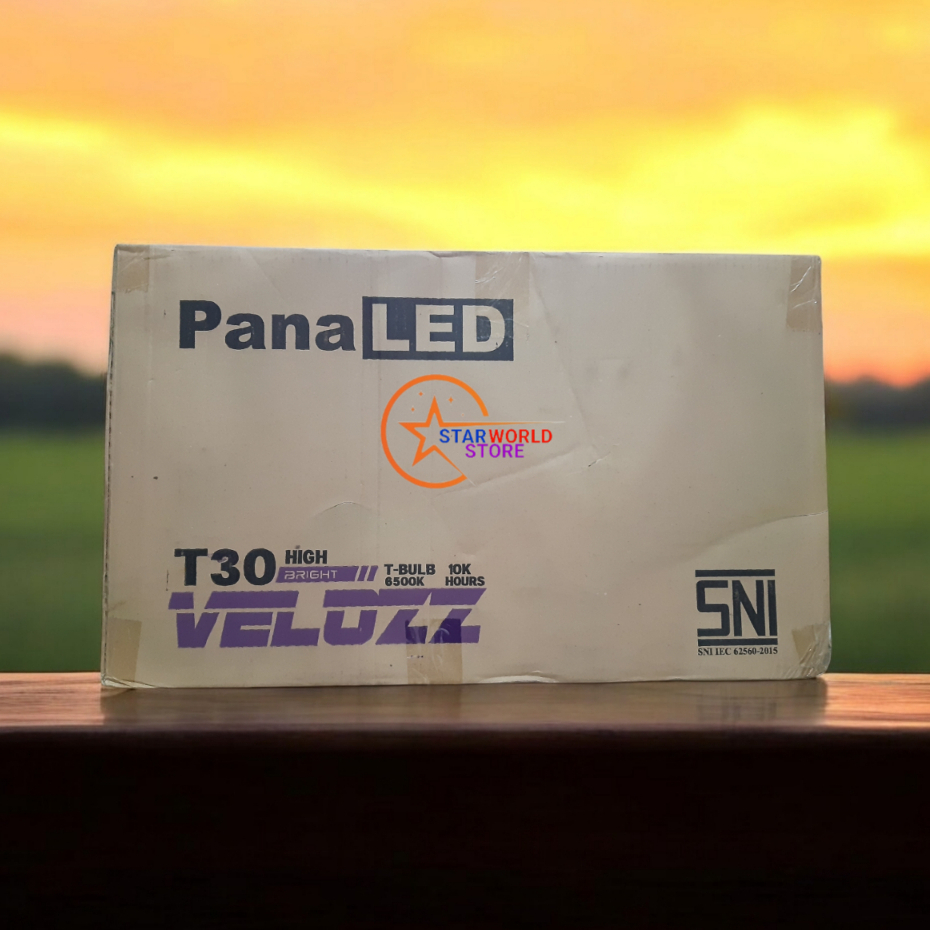 PanaLED
STARWORLD
STORE
T30 HIGH
BRIGHT
T-BULB 10K
6500K HOURS
VELOZZ
SNI
SNI IEC 62560-2015